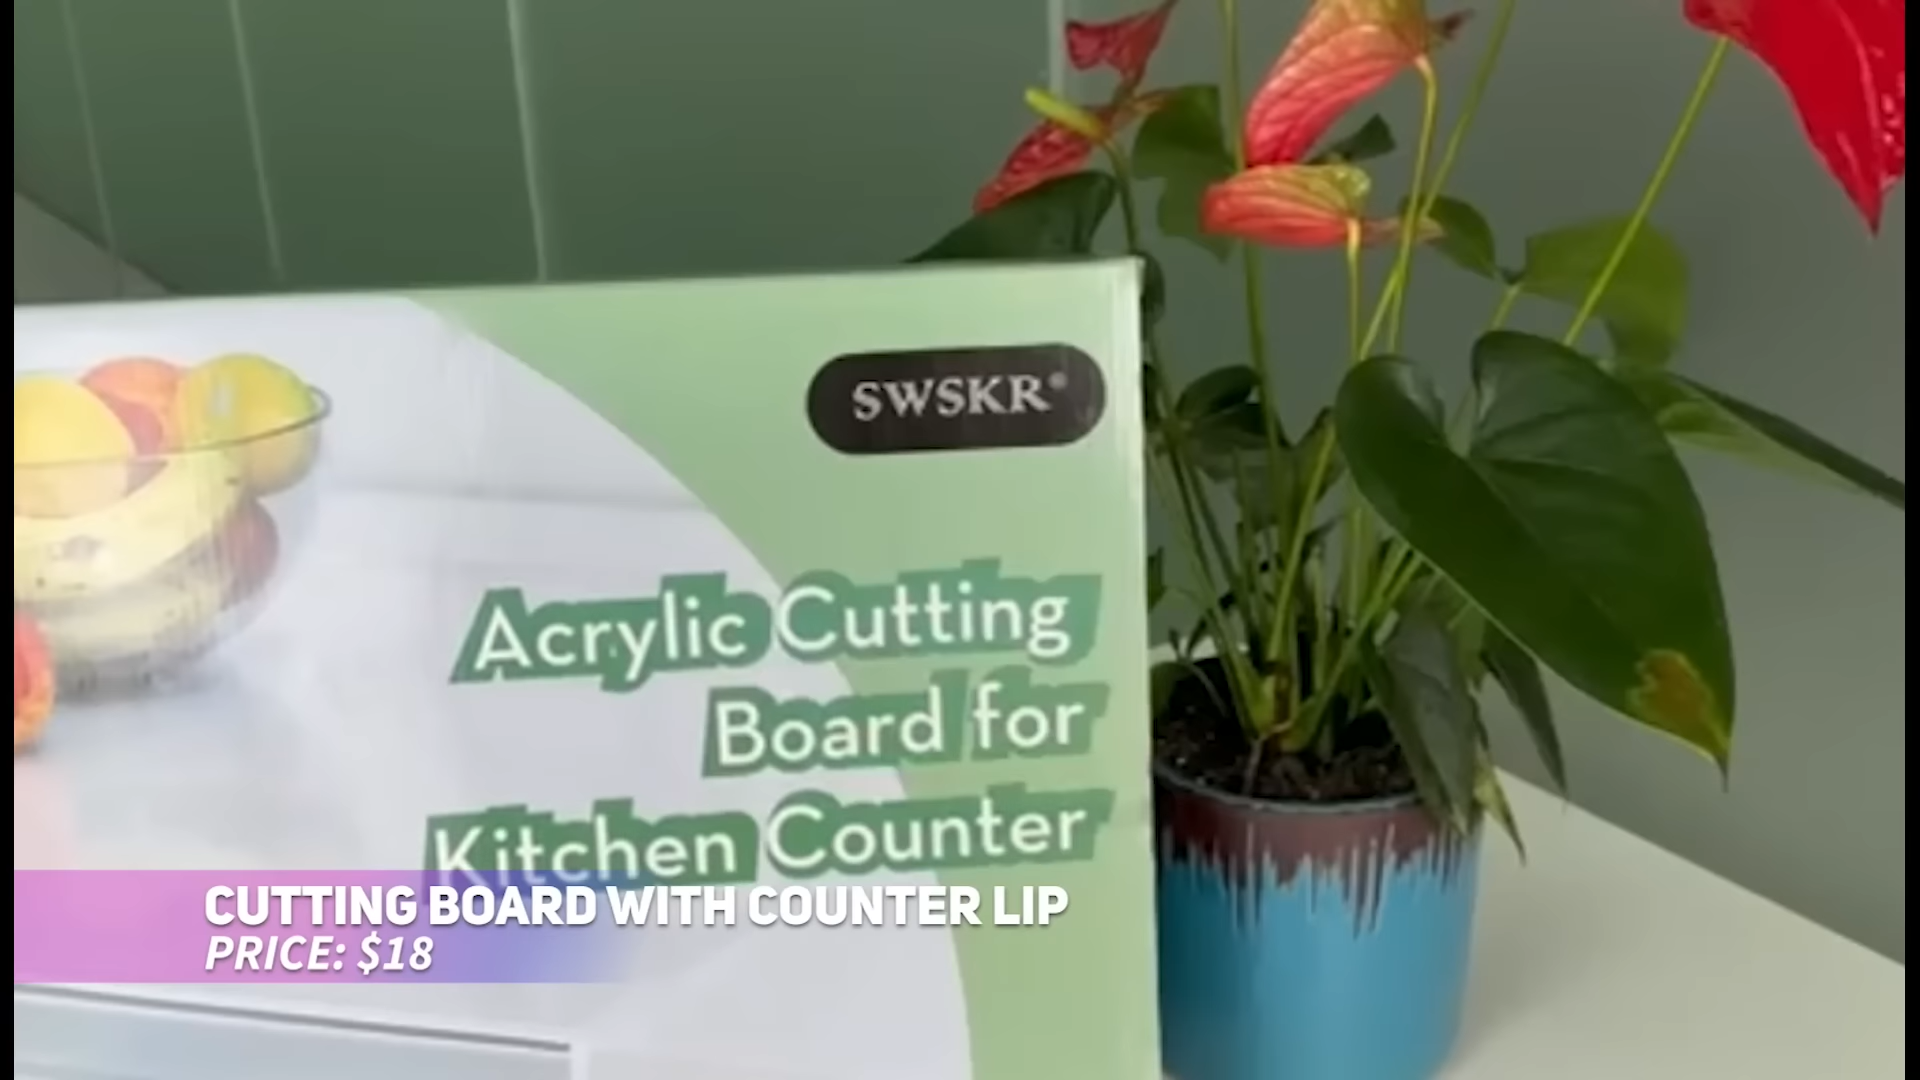 SWSKR®
Acrylic Cutting
Board for
Kitchen Counter
CUTTING BOARD WITH COUNTER LIP
PRICE: $18